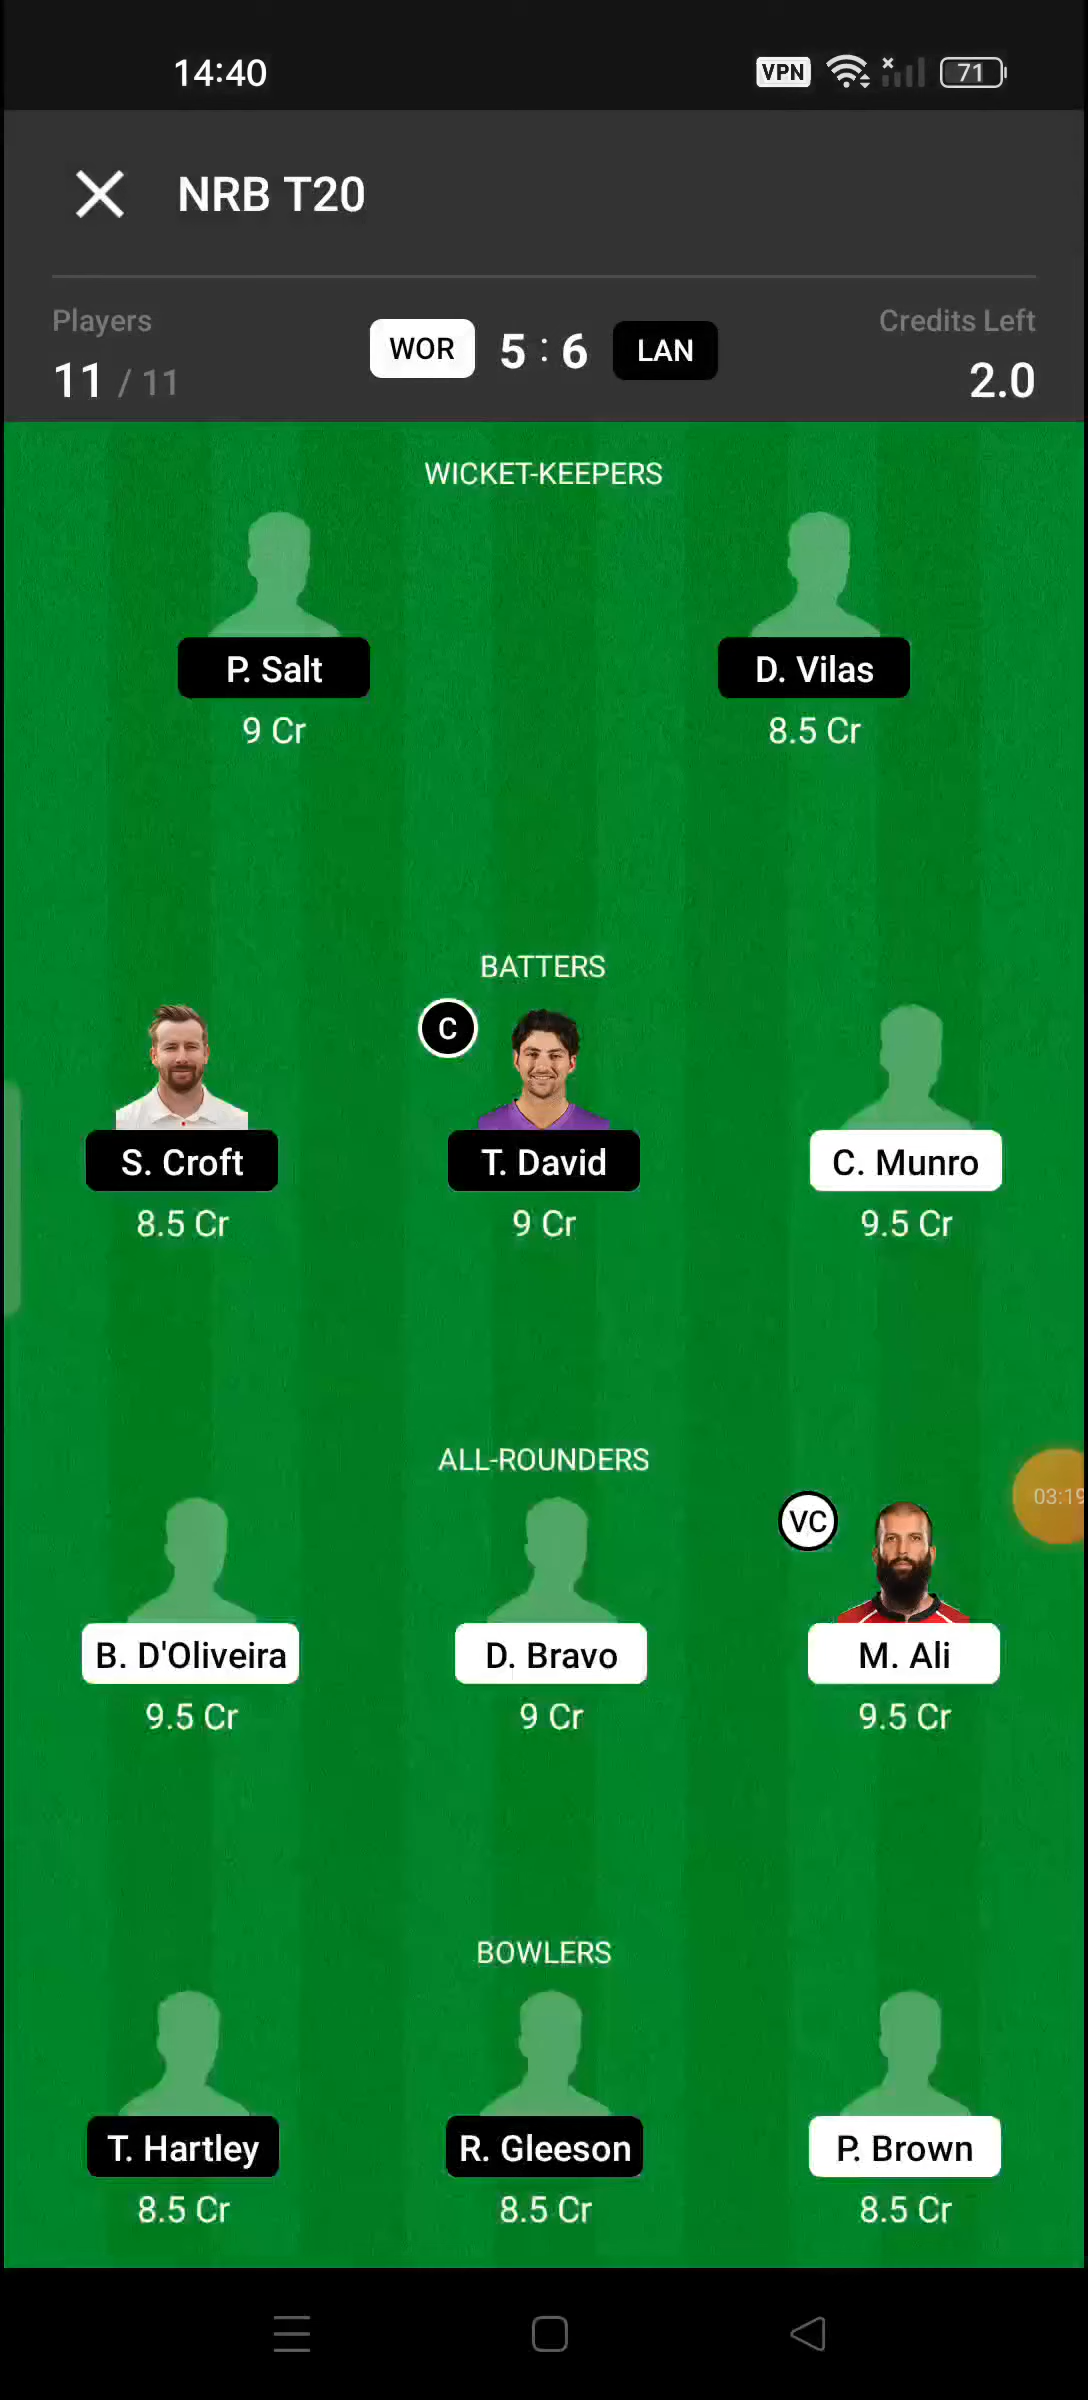 14:40 VPN 71
NRB T20
Players Credits Left
11 / 11 WOR 5 : 6 LAN 2.0
WICKET-KEEPERS
P. Salt D. Vilas
9 Cr 8.5 Cr
BATTERS
C
S. Croft T. David C. Munro
8.5 Cr 9 Cr 9.5 Cr
ALL-ROUNDERS
03:19
VC
B. D'Oliveira D. Bravo M. Ali
9.5 Cr 9 Cr 9.5 Cr
BOWLERS
T. Hartley R. Gleeson P. Brown
8.5 Cr 8.5 Cr 8.5 Cr